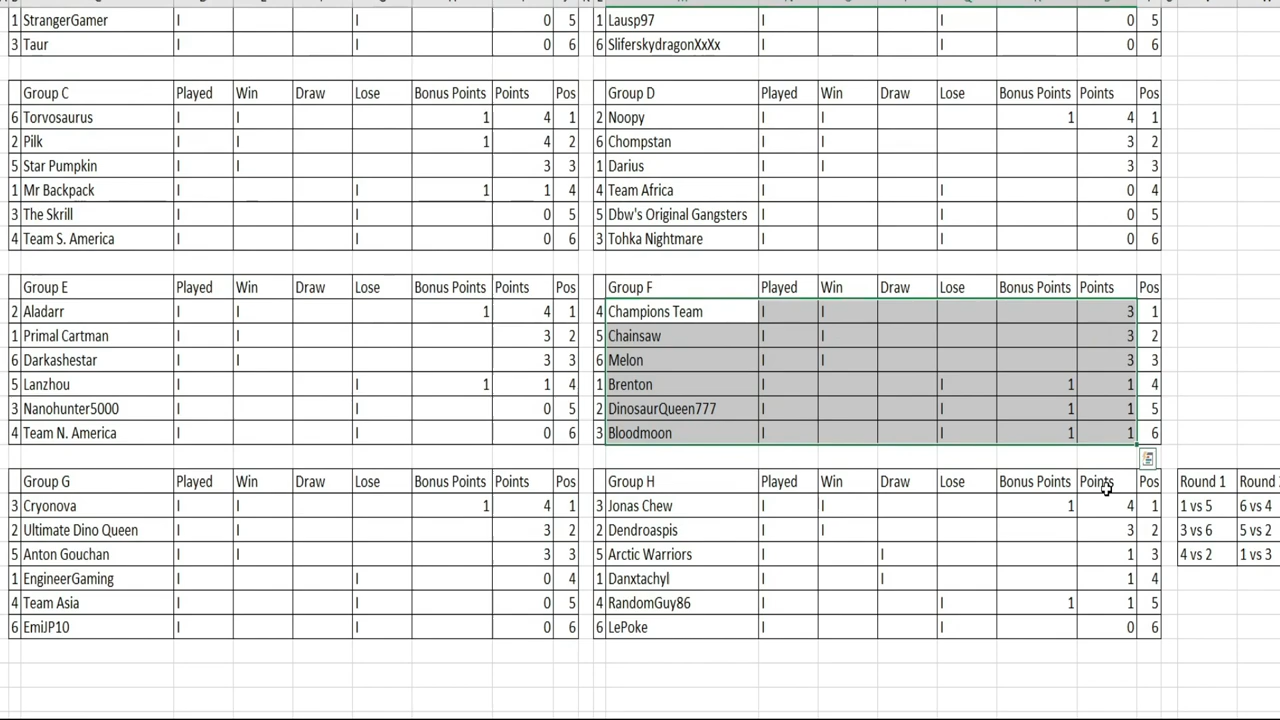 1 StrangerGamer I I 0 5
3 Taur I I 0 6
1 Lausp97 I I 0 5
6 SliferskydragonXxXx I I 0 6
Group C Played Win Draw Lose Bonus Points Points Pos
6 Torvosaurus I I 1 4 1
2 Pilk I I 1 4 2
5 Star Pumpkin I I 3 3
1 Mr Backpack I I 1 1 4
3 The Skrill I I 0 5
4 Team S. America I I 0 6
Group D Played Win Draw Lose Bonus Points Points Pos
2 Noopy I I 1 4 1
6 Chompstan I I 3 2
1 Darius I I 3 3
4 Team Africa I I 0 4
5 Dbw's Original Gangsters I I 0 5
3 Tohka Nightmare I I 0 6
Group E Played Win Draw Lose Bonus Points Points Pos
2 Aladarr I I 1 4 1
1 Primal Cartman I I 3 2
6 Darkashestar I I 3 3
5 Lanzhou I I 1 1 4
3 Nanohunter5000 I I 0 5
4 Team N. America I I 0 6
Group F Played Win Draw Lose Bonus Points Points Pos
4 Champions Team I I 3 1
5 Chainsaw I I 3 2
6 Melon I I 3 3
1 Brenton I I 1 1 4
2 DinosaurQueen777 I I 1 1 5
3 Bloodmoon I I 1 1 6
Group G Played Win Draw Lose Bonus Points Points Pos
3 Cryonova I I 1 4 1
2 Ultimate Dino Queen I I 3 2
5 Anton Gouchan I I 3 3
1 EngineerGaming I I 0 4
4 Team Asia I I 0 5
6 EmiJP10 I I 0 6
Group H Played Win Draw Lose Bonus Points Points Pos
3 Jonas Chew I I 1 4 1
2 Dendroaspis I I 3 2
5 Arctic Warriors I I 1 3
1 Danxtachyl I I 1 4
4 RandomGuy86 I I 1 1 5
6 LePoke I I 0 6
Round 1 Round
1 vs 5 6 vs 4
3 vs 6 5 vs 2
4 vs 2 1 vs 3